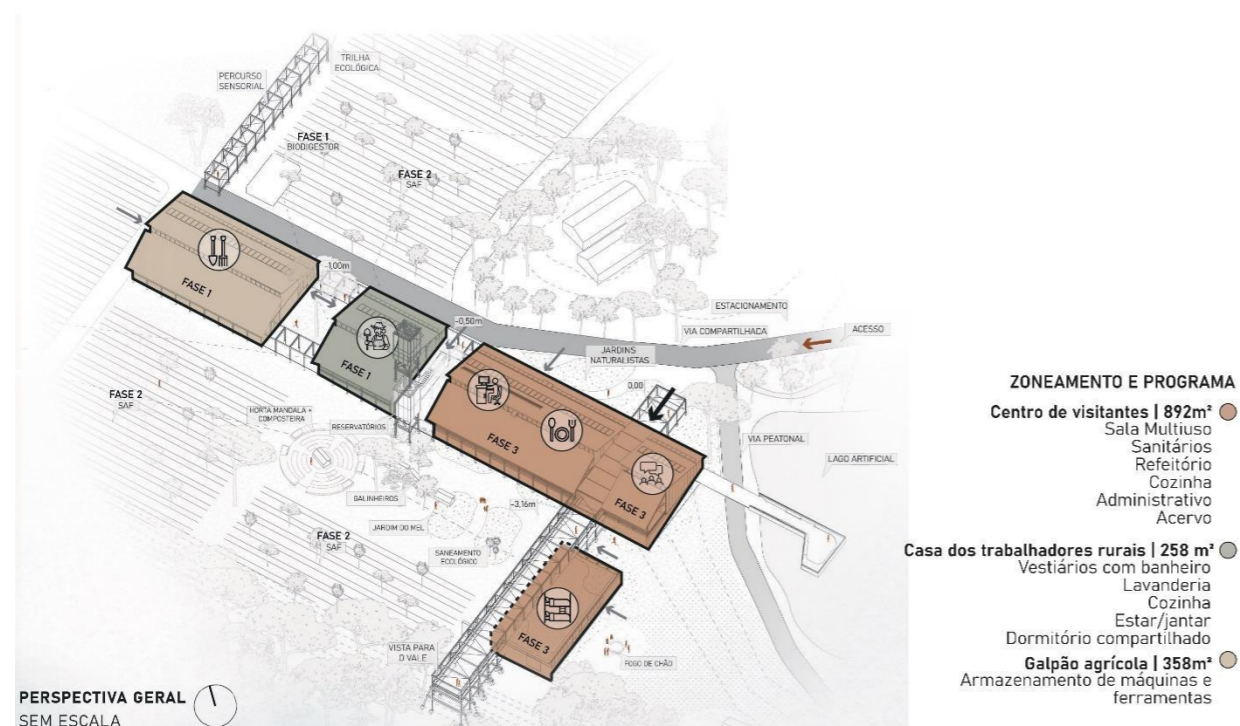 TRILHA
ECOLÓGICA
PERCURSO
SENSORIAL
FASE 1
BIODIGESTOR
FASE 2
SAF
FASE 1
-1,00m
ESTACIONAMENTO
-0,50m
VIA COMPARTILHADA
ACESSO
JARDINS
NATURALISTAS
FASE 1
0,00
FASE 2
SAF
HORTA MANDALA +
COMPOSTEIRA
RESERVATÓRIOS
FASE 3
VIA PEATONAL
LAGO ARTIFICIAL
GALINHEIROS
FASE 3
-3,16m
JARDIM DO MEL
FASE 2
SAF
SANEAMENTO
ECOLÓGICO
FASE 3
VISTA PARA
O VALE
FOGO DE CHÃO
PERSPECTIVA GERAL
SEM ESCALA
ZONEAMENTO E PROGRAMA
Centro de visitantes | 892m²
Sala Multiuso
Sanitários
Refeitório
Cozinha
Administrativo
Acervo
Casa dos trabalhadores rurais | 258 m²
Vestiários com banheiro
Lavanderia
Cozinha
Estar/jantar
Dormitório compartilhado
Galpão agrícola | 358m²
Armazenamento de máquinas e
ferramentas